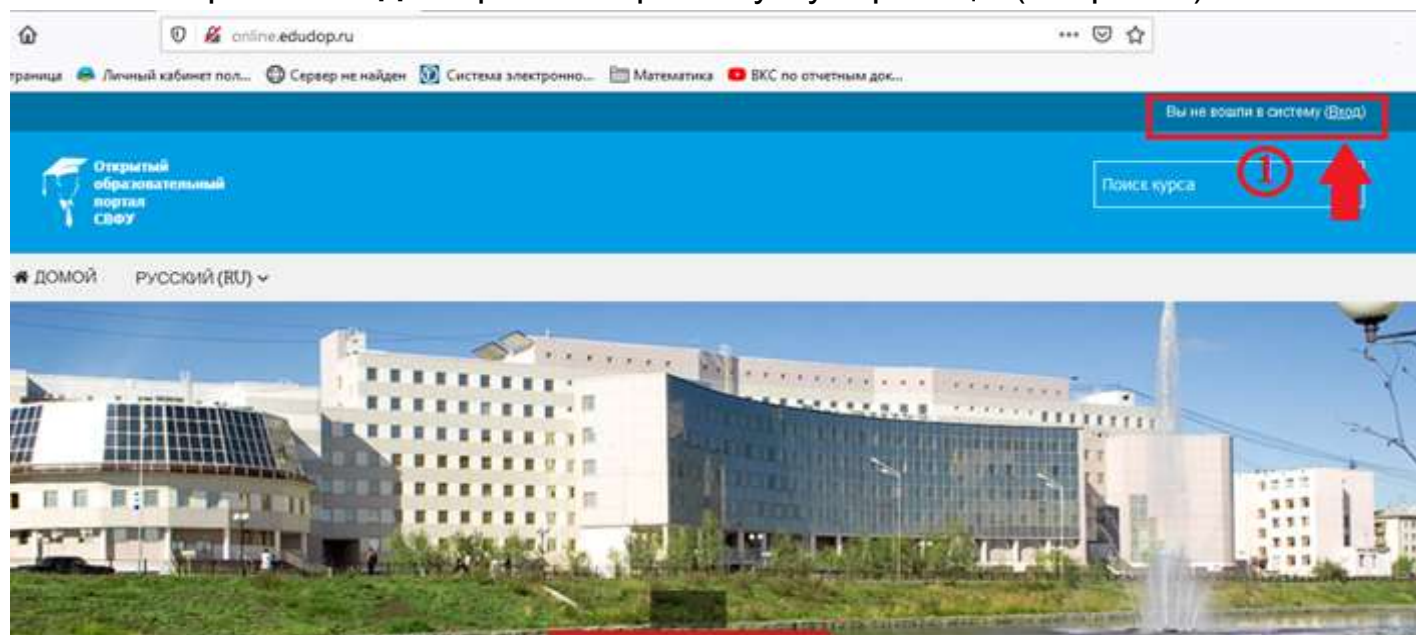 online.edudop.ru
раница Личный кабинет пол... Сервер не найден Система электронно... Математика ВКС по отчетным док...
Вы не вошли в систему (Вход)
Открытый
образовательный
портал
СВФУ
Поиск курса
1
ДОМОЙ РУССКИЙ (RU)